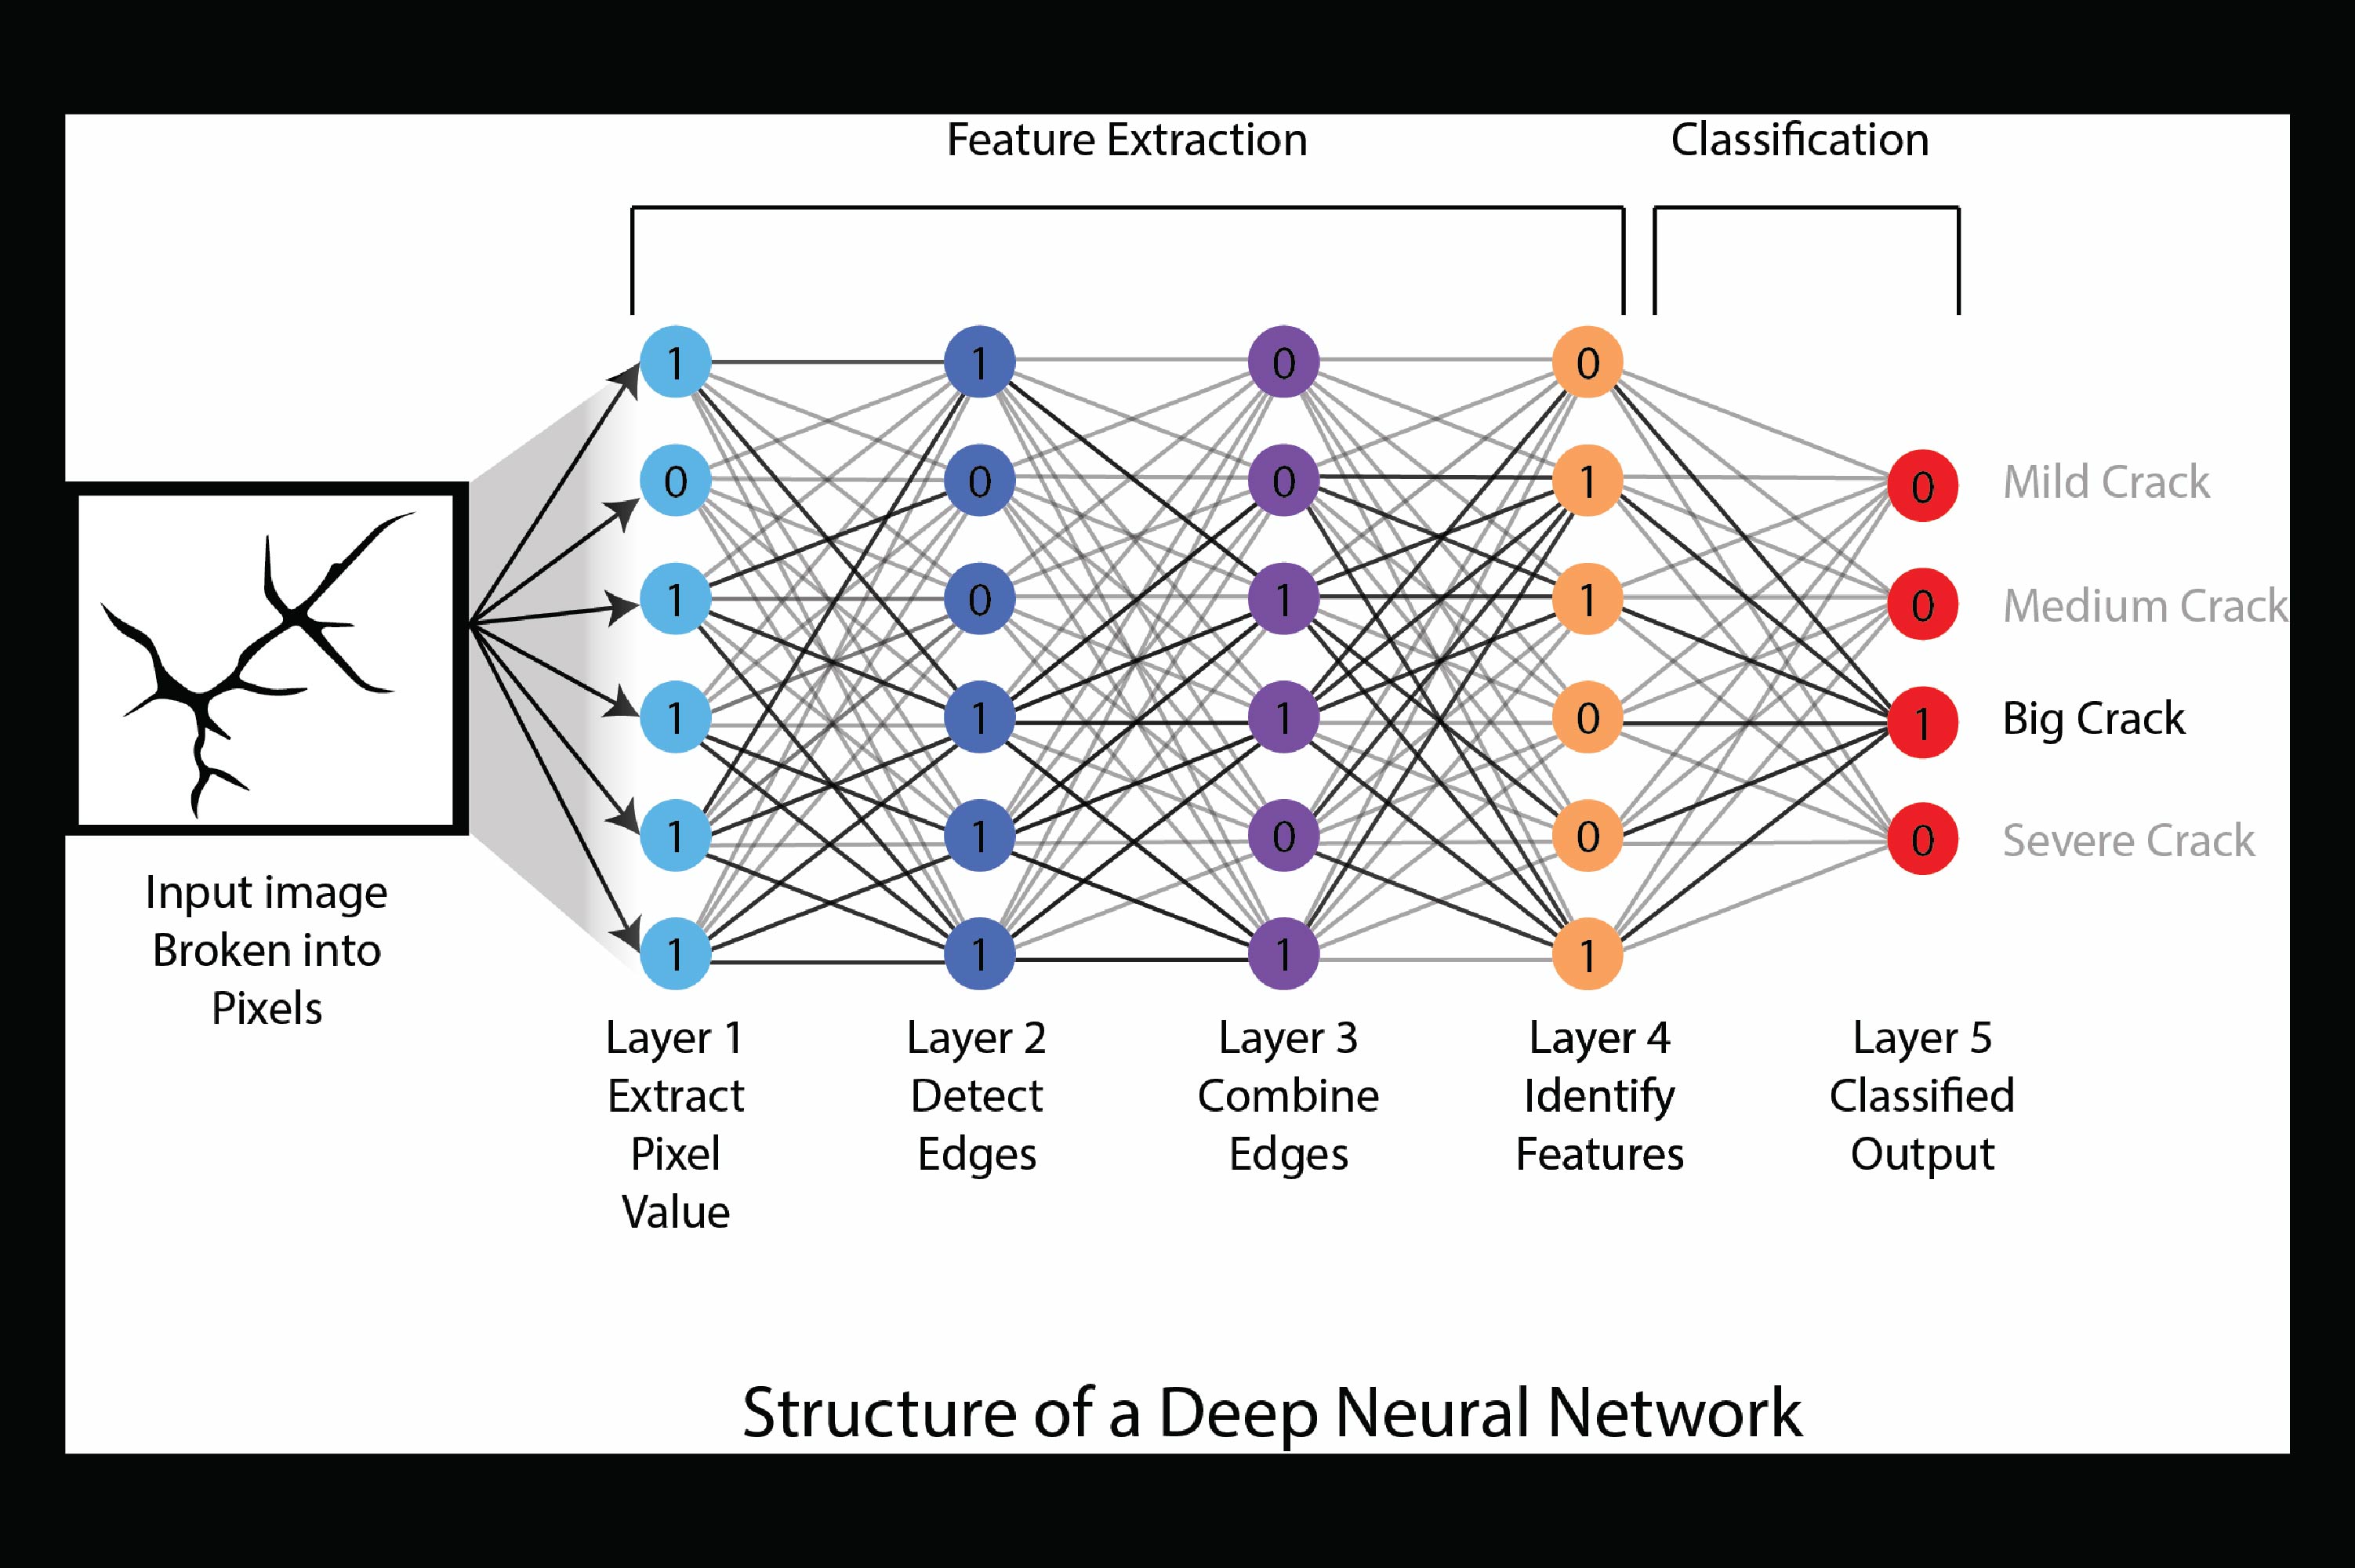 Feature Extraction
Classification
1 1 0 0
0 0 0 1 0 Mild Crack
1 0 1 1 0 Medium Crack
1 1 1 0 1 Big Crack
1 1 0 0 0 Severe Crack
1 1 1 1
Input image
Broken into
Pixels
Layer 1
Extract
Pixel
Value
Layer 2
Detect
Edges
Layer 3
Combine
Edges
Layer 4
Identify
Features
Layer 5
Classified
Output
Structure of a Deep Neural Network